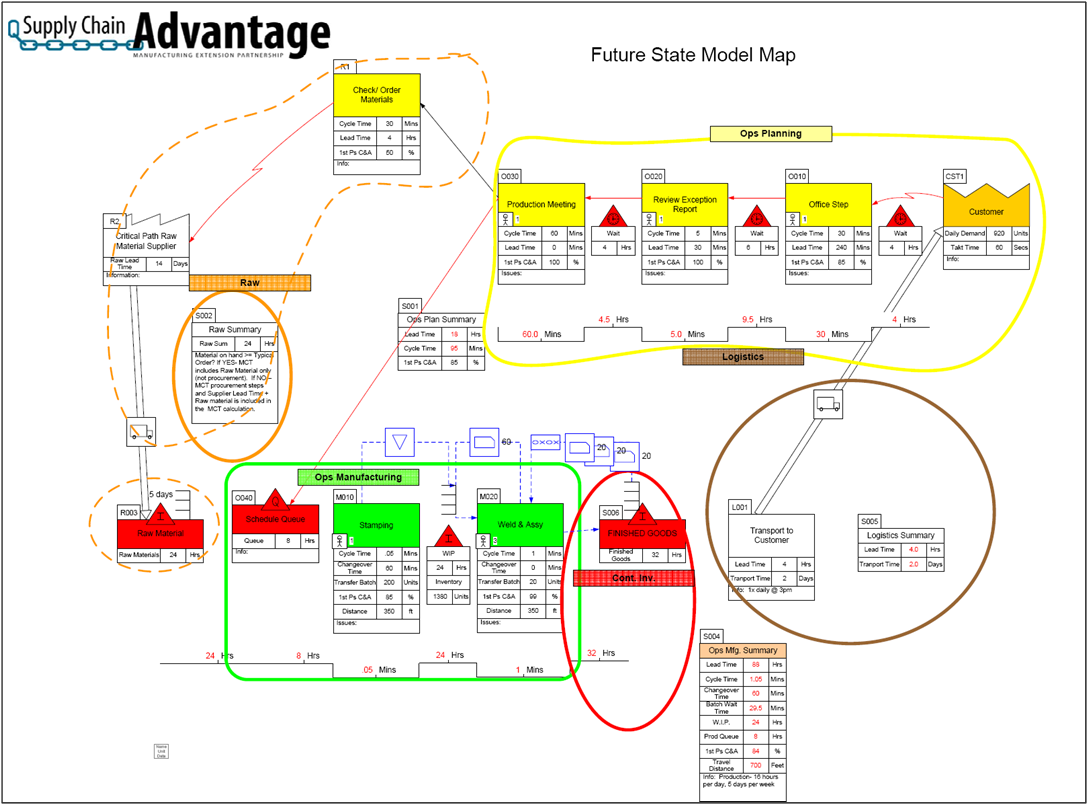 Supply Chain Advantage
MANUFACTURING EXTENSION PARTNERSHIP
Future State Model Map
R1
Check/ Order
Materials
Cycle Time 30 Mins
Lead Time 4 Hrs
1st Ps C&A 50 %
Info:
Ops Planning
O030
Production Meeting
1
Cycle Time 60 Mins
Lead Time 0 Mins
1st Ps C&A 100 %
Issues:
Wait
4 Hrs
O020
Review Exception
Report
1
Cycle Time 5 Mins
Lead Time 30 Mins
1st Ps C&A 100 %
Issues:
Wait
6 Hrs
O010
Office Step
1
Cycle Time 30 Mins
Lead Time 240 Mins
1st Ps C&A 85 %
Issues:
Wait
4 Hrs
CST1
Customer
Daily Demand 920 Units
Takt Time 60 Secs
Info:
R2
Critical Path Raw
Material Supplier
Raw Lead
Time 14 Days
Information:
Raw
S002
Raw Summary
Raw Sum 24 Hrs
Material on hand >= Typical
Order? If YES- MCT
includes Raw Material only
(not procurement). If NO -
MCT procurement steps
and Supplier Lead Time +
Raw material is included in
the MCT calculation.
S001
Ops Plan Summary
Lead Time 18 Hrs
Cycle Time 95 Mins
1st Ps C&A 85 %
60.0 Mins
4.5 Hrs
5.0 Mins
9.5 Hrs
30 Mins
4 Hrs
Logistics
60
OXOX
20
20
20
Ops Manufacturing
5 days
R003
I
Raw Material
Raw Materials 24 Hrs
O040
Q
Schedule Queue
Queue 8 Hrs
Info:
M010
Stamping
1
Cycle Time .05 Mins
Changeover
Time 60 Mins
Transfer Batch 200 Units
1st Ps C&A 85 %
Distance 350 ft
Issues:
I
WIP
24 Hrs
Inventory
1380 Units
M020
Weld & Assy
3
Cycle Time 1 Mins
Changeover
Time 0 Mins
Transfer Batch 20 Units
1st Ps C&A 99 %
Distance 350 ft
Issues:
S006
I
FINISHED GOODS
Finished
Goods 32 Hrs
Cont. Inv.
L001
Transport to
Customer
Lead Time 4 Hrs
Tranport Time 2 Days
Info: 1x daily @ 3pm
S005
Logistics Summary
Lead Time 4.0 Hrs
Tranport Time 2.0 Days
24 Hrs
8 Hrs
.05 Mins
24 Hrs
1 Mins
32 Hrs
S004
Ops Mfg. Summary
Lead Time 88 Hrs
Cycle Time 1.05 Mins
Changeover
Time 60 Mins
Batch Wait
Time 29.5 Mins
W.I.P. 24 Hrs
Prod Queue 8 Hrs
1st Ps C&A 84 %
Travel
Distance 700 Feet
Info: Production- 16 hours
per day, 5 days per week
Name
Unit
Data